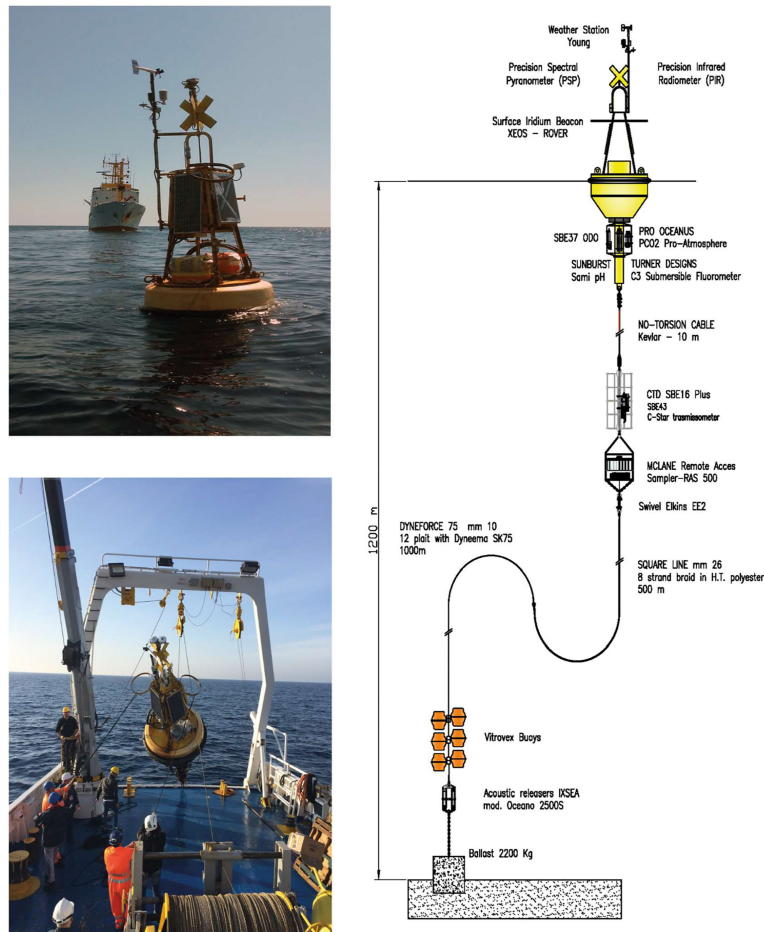 Weather Station
Young
Precision Spectral
Pyranometer (PSP)
Precision Infrared
Radiometer (PIR)
Surface Iridium Beacon
XEOS - ROVER
SBE37 ODO
PRO OCEANUS
PCO2 Pro-Atmosphere
SUNBURST
Sami pH
TURNER DESIGNS
C3 Submersible Fluorometer
NO-TORSION CABLE
Kevlar - 10 m
CTD SBE16 Plus
SBE43
C-Star trasmissometer
MCLANE Remote Acces
Sampler-RAS 500
Swivel Elkins EE2
1200 m
DYNEFORCE 75 mm 10
12 plait with Dyneema SK75
1000m
SQUARE LINE mm 26
8 strand braid in H.T. polyester
500 m
Vitrovex Buoys
Acoustic releasers IXSEA
mod. Oceano 2500S
Ballast 2200 Kg